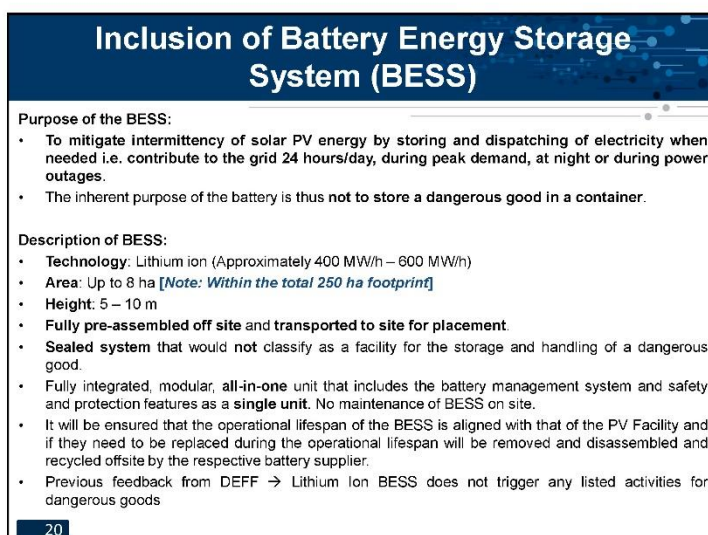 Inclusion of Battery Energy Storage
System (BESS)
Purpose of the BESS:
• To mitigate intermittency of solar PV energy by storing and dispatching of electricity when
needed i.e. contribute to the grid 24 hours/day, during peak demand, at night or during power
outages.
• The inherent purpose of the battery is thus not to store a dangerous good in a container.
Description of BESS:
• Technology: Lithium ion (Approximately 400 MW/h – 600 MW/h)
• Area: Up to 8 ha [Note: Within the total 250 ha footprint]
• Height: 5 – 10 m
• Fully pre-assembled off site and transported to site for placement.
• Sealed system that would not classify as a facility for the storage and handling of a dangerous
good.
• Fully integrated, modular, all-in-one unit that includes the battery management system and safety
and protection features as a single unit. No maintenance of BESS on site.
• It will be ensured that the operational lifespan of the BESS is aligned with that of the PV Facility and
if they need to be replaced during the operational lifespan will be removed and disassembled and
recycled offsite by the respective battery supplier.
• Previous feedback from DEFF → Lithium Ion BESS does not trigger any listed activities for
dangerous goods
20